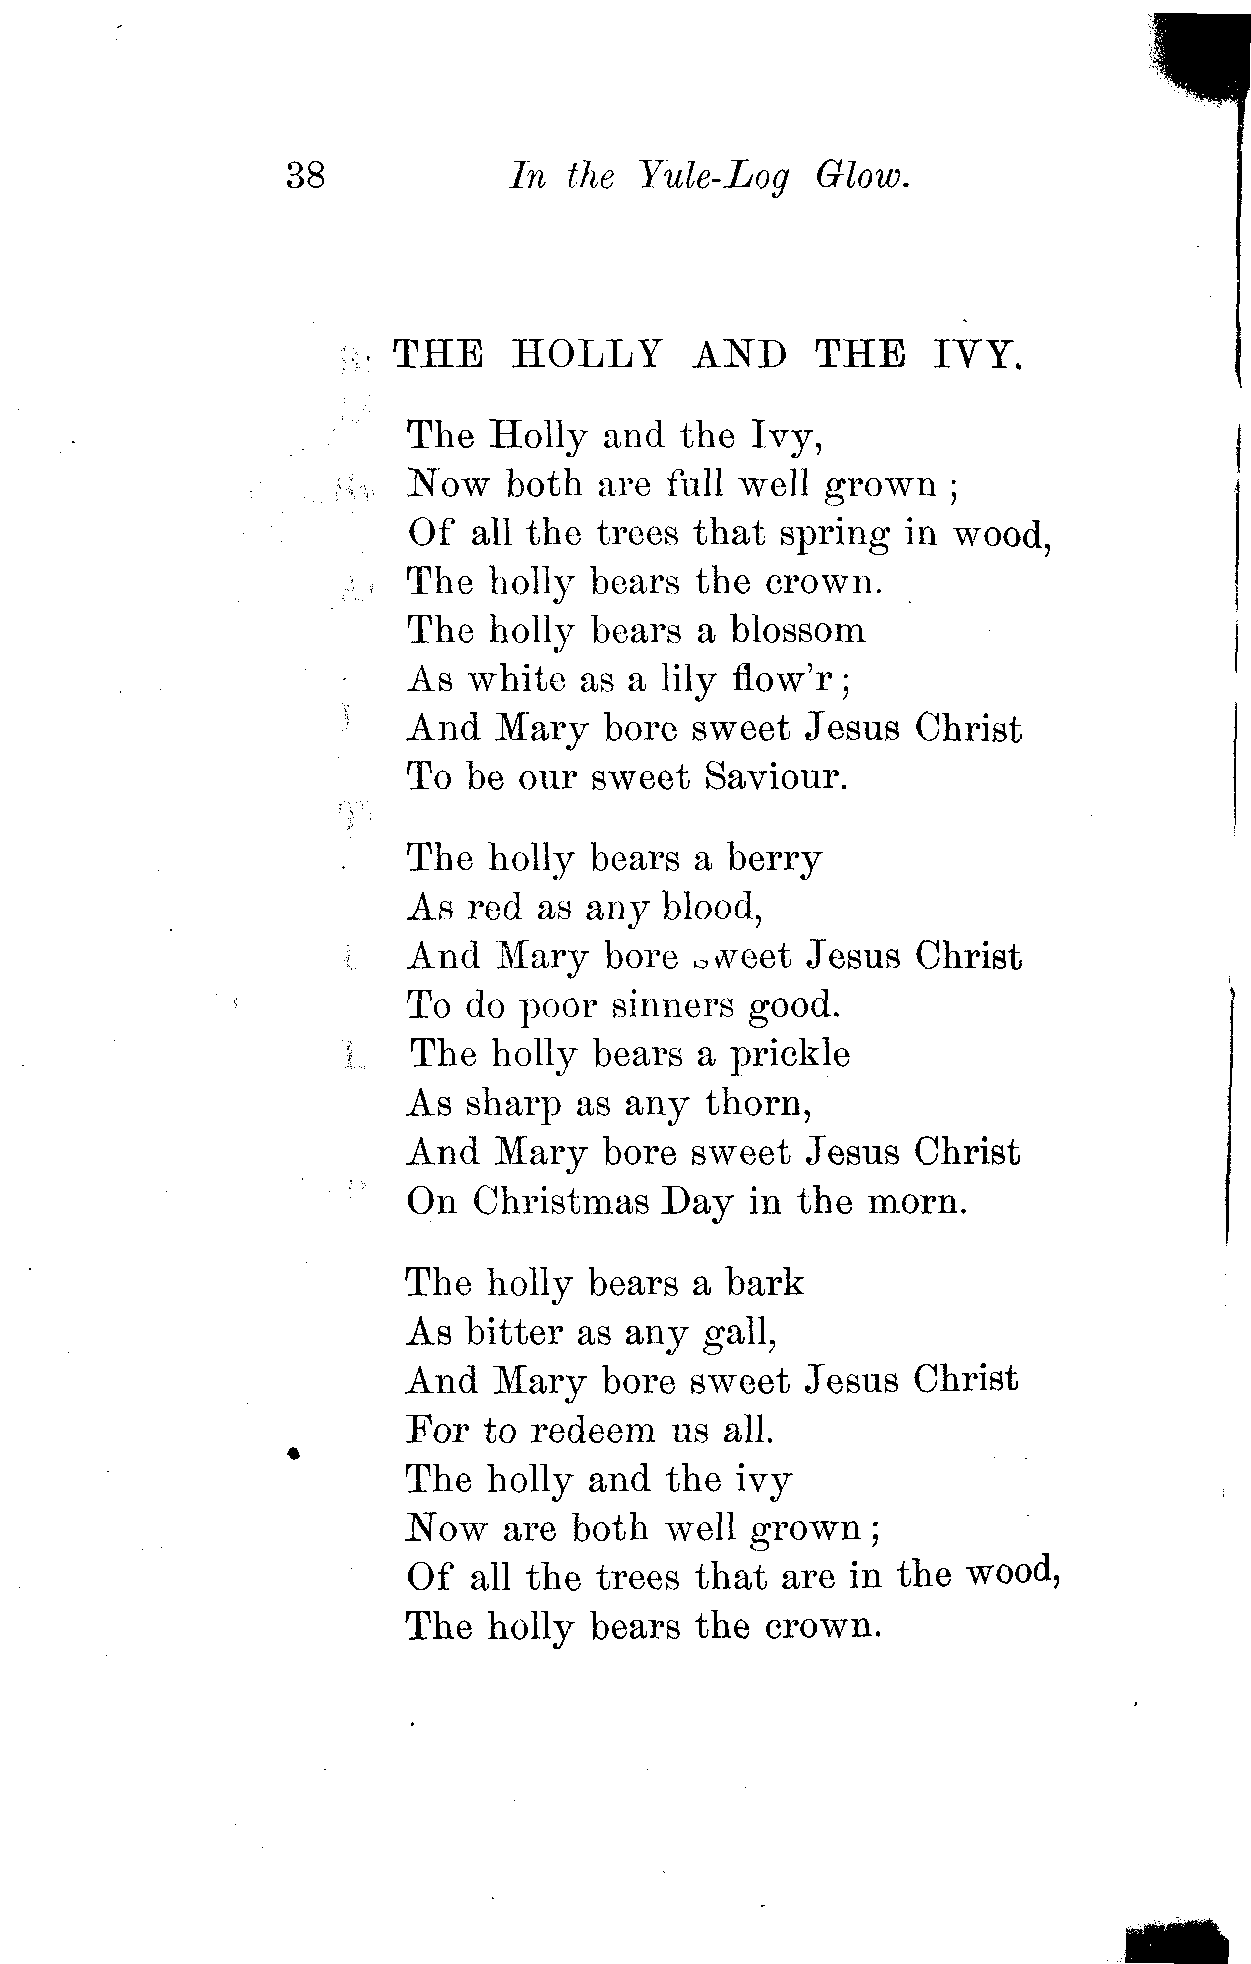 38 In the Yule-Log Glow.
THE HOLLY AND THE IVY.
The Holly and the Ivy,
Now both are full well grown ;
Of all the trees that spring in wood,
The holly bears the crown.
The holly bears a blossom
As white as a lily flow'r ;
And Mary bore sweet Jesus Christ
To be our sweet Saviour.
The holly bears a berry
As red as any blood,
And Mary bore sweet Jesus Christ
To do poor sinners good.
The holly bears a prickle
As sharp as any thorn,
And Mary bore sweet Jesus Christ
On Christmas Day in the morn.
The holly bears a bark
As bitter as any gall,
And Mary bore sweet Jesus Christ
For to redeem us all.
The holly and the ivy
Now are both well grown ;
Of all the trees that are in the wood,
The holly bears the crown.